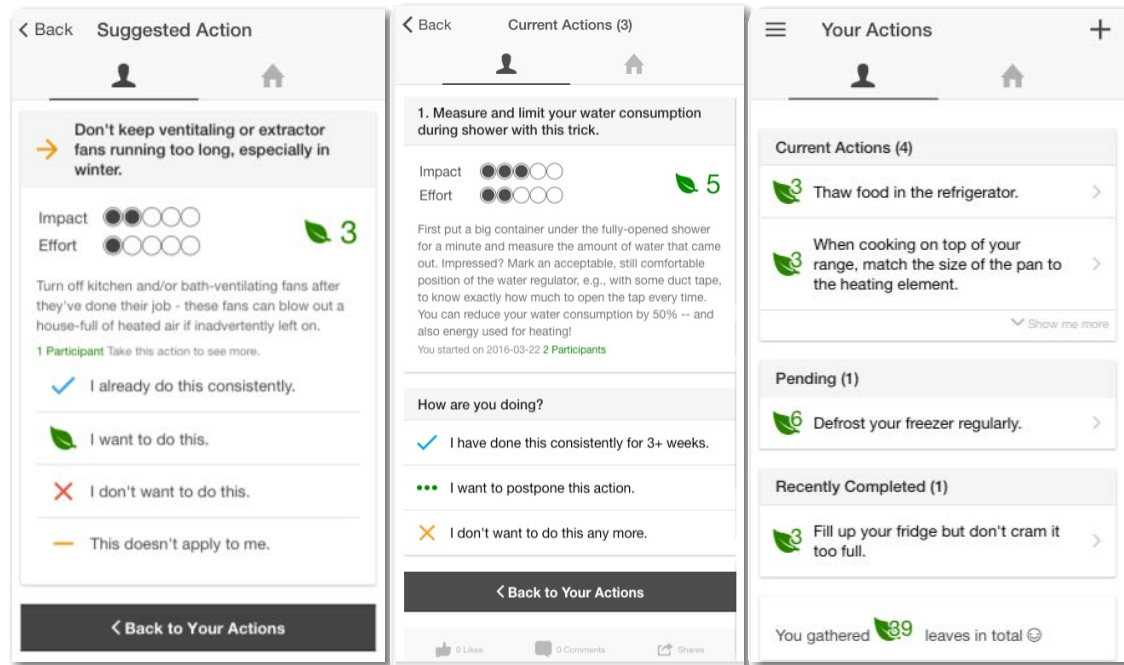 Back Suggested Action
Don't keep ventitaling or extractor
fans running too long, especially in
winter.
Impact
Effort
3
Turn off kitchen and/or bath-ventilating fans after
they've done their job - these fans can blow out a
house-full of heated air if inadvertently left on.
1 Participant Take this action to see more.
I already do this consistently.
I want to do this.
I don't want to do this.
This doesn't apply to me.
Back to Your Actions
Back Current Actions (3)
1. Measure and limit your water consumption
during shower with this trick.
Impact
Effort
5
First put a big container under the fully-opened shower
for a minute and measure the amount of water that came
out. Impressed? Mark an acceptable, still comfortable
position of the water regulator, e.g., with some duct tape,
to know exactly how much to open the tap every time.
You can reduce your water consumption by 50% -- and
also energy used for heating!
You started on 2016-03-22 2 Participants
How are you doing?
I have done this consistently for 3+ weeks.
I want to postpone this action.
I don't want to do this any more.
Back to Your Actions
0 Likes 0 Comments Shares
Your Actions
Current Actions (4)
3 Thaw food in the refrigerator.
When cooking on top of your
3 range, match the size of the pan to
the heating element.
Show me more
Pending (1)
6 Defrost your freezer regularly.
Recently Completed (1)
3 Fill up your fridge but don't cram it
too full.
You gathered 39 leaves in total